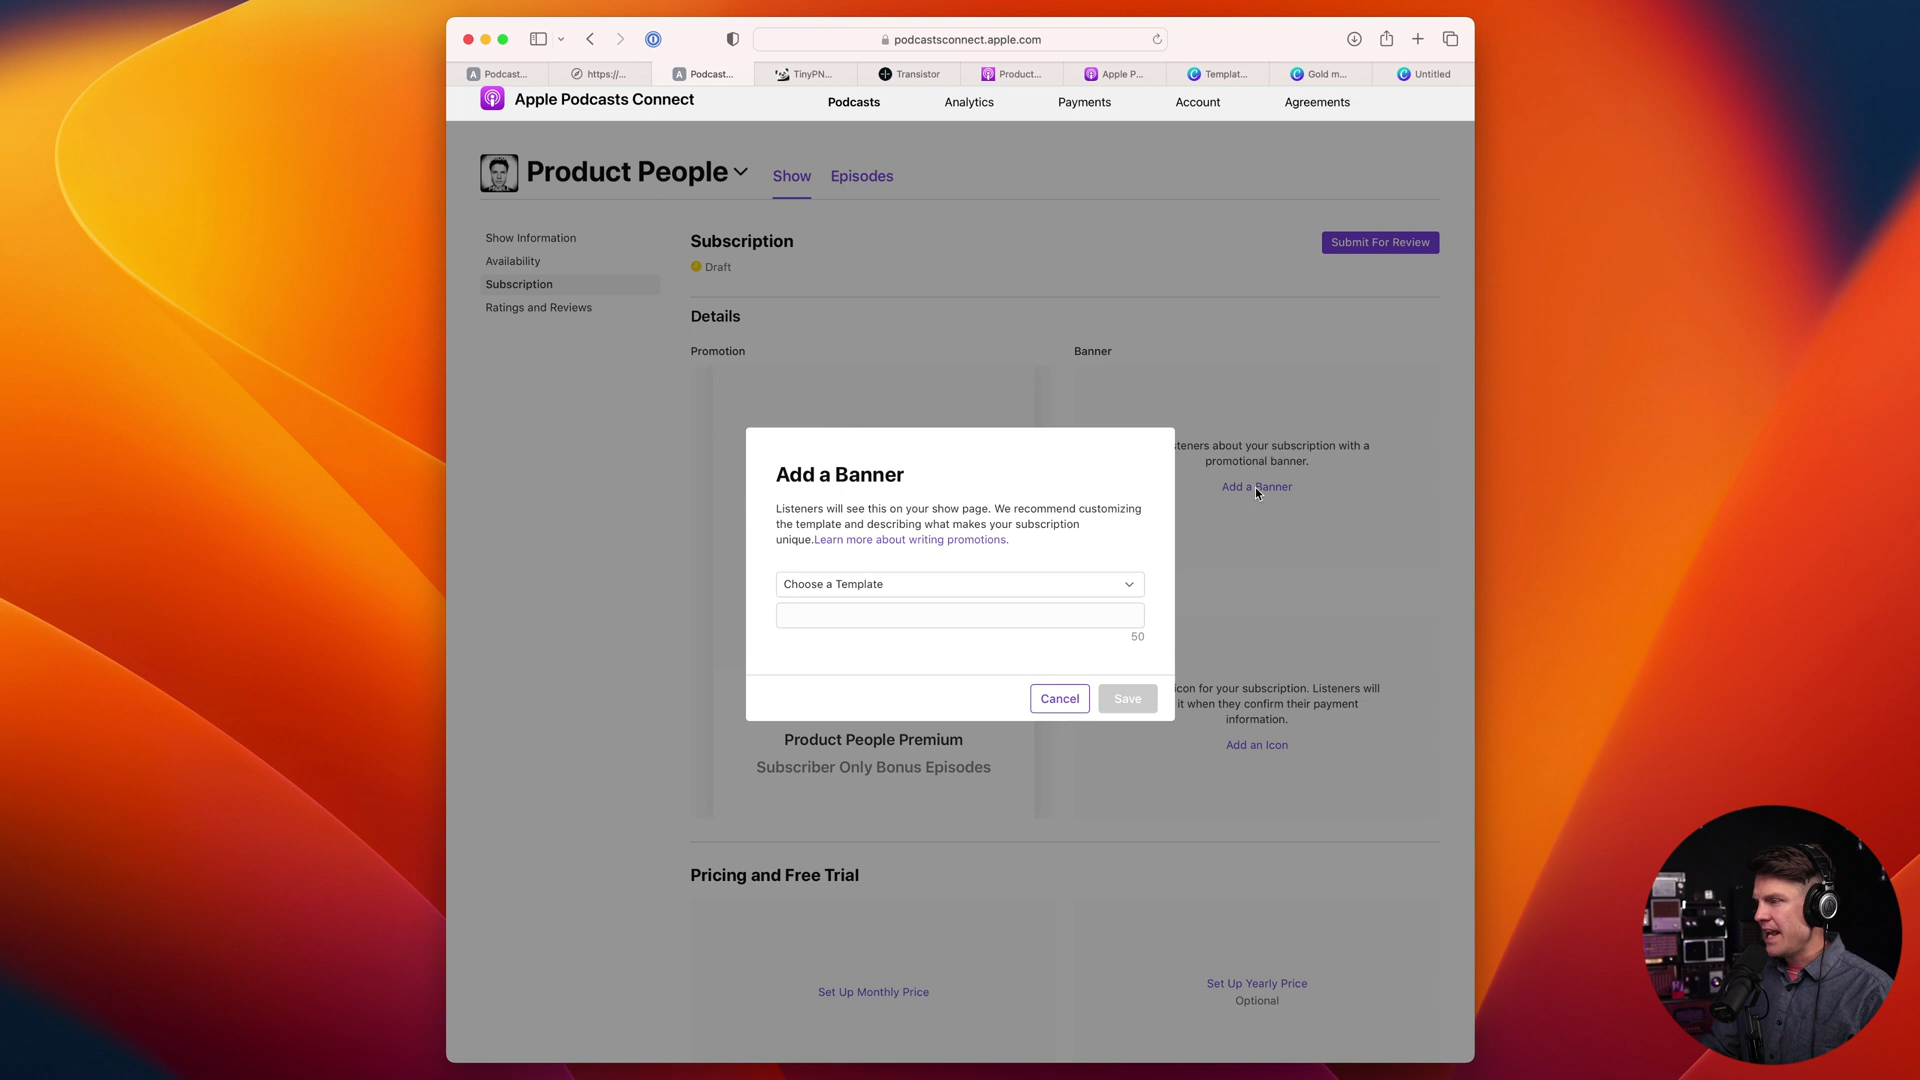 podcastsconnect.apple.com
Podcast...
https://...
Podcast...
TinyPN...
Transistor
Product...
Apple P...
Templat...
Gold m...
Untitled
Apple Podcasts Connect
Podcasts
Analytics
Payments
Account
Agreements
Product People
Show
Episodes
Show Information
Availability
Subscription
Ratings and Reviews
Subscription
Draft
Submit For Review
Details
Promotion
Banner
steners about your subscription with a
promotional banner.
Add a Banner
Add a Banner
Listeners will see this on your show page. We recommend customizing
the template and describing what makes your subscription
unique.Learn more about writing promotions.
Choose a Template
50
Cancel
Save
icon for your subscription. Listeners will
it when they confirm their payment
information.
Add an Icon
Product People Premium
Subscriber Only Bonus Episodes
Pricing and Free Trial
Set Up Monthly Price
Set Up Yearly Price
Optional